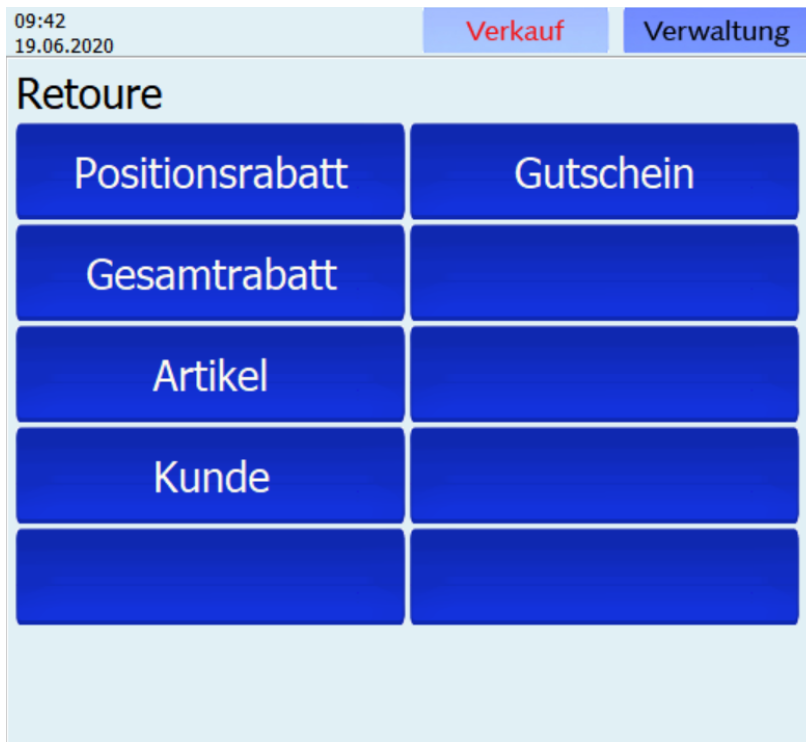 09:42
19.06.2020
Verkauf
Verwaltung
Retoure
Positionsrabatt
Gutschein
Gesamtrabatt
Artikel
Kunde